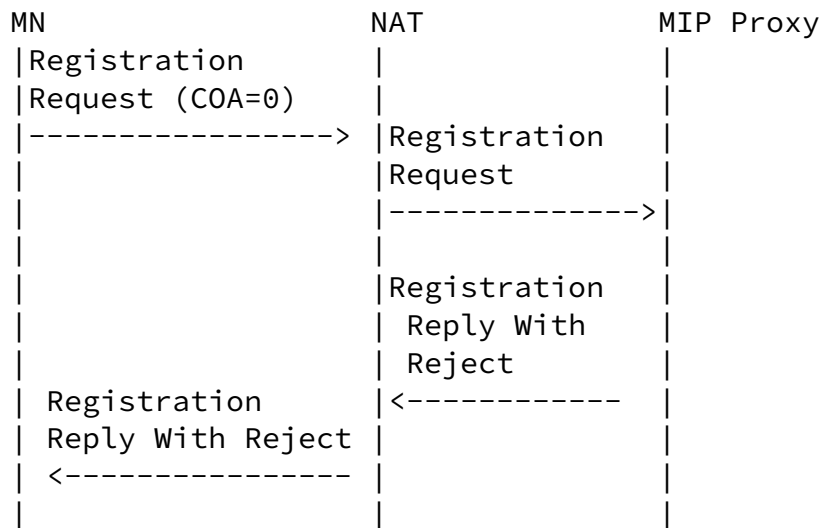 MN NAT MIP Proxy
|Registration | |
|Request (COA=0) | |
|-----------------> |Registration |
| |Request |
| |-------------->|
| | |
| |Registration |
| | Reply With |
| | Reject |
| Registration |<------------ |
| Reply With Reject | |
| <---------------- | |
| | |